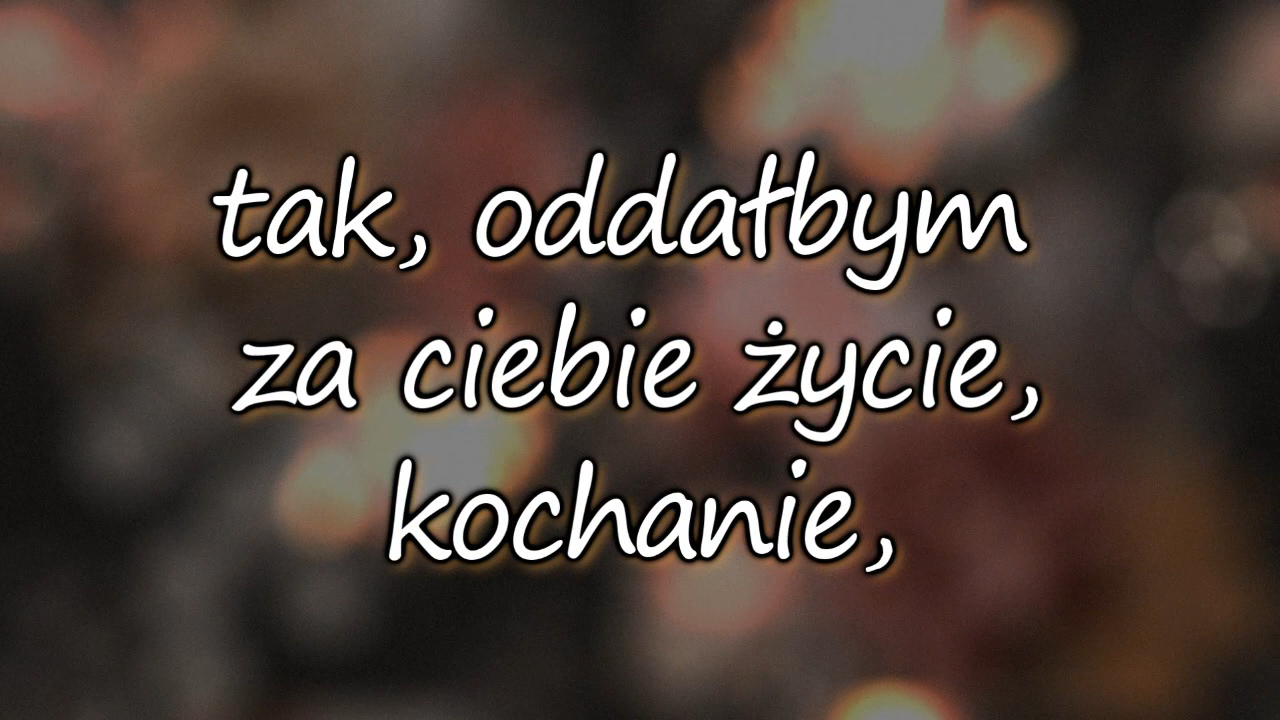 tak, oddałbym
za ciebie życie,
kochanie,